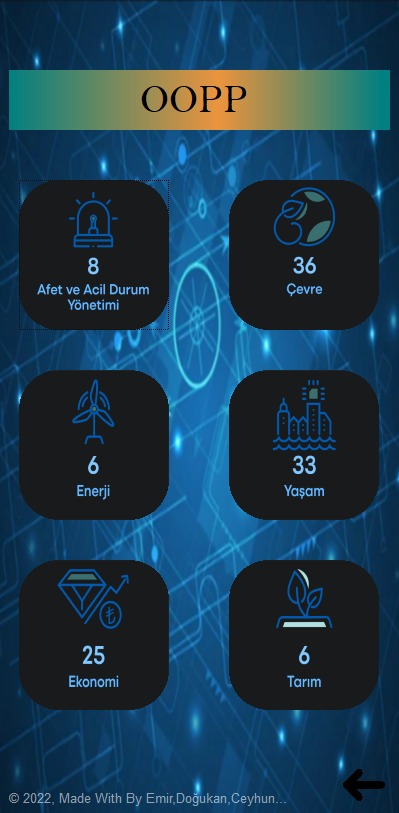 OOPP
8
Afet ve Acil Durum
Yönetimi
36
Çevre
6
Enerji
33
Yaşam
25
Ekonomi
6
Tarım
© 2022, Made With By Emir,Doğukan,Ceyhun...